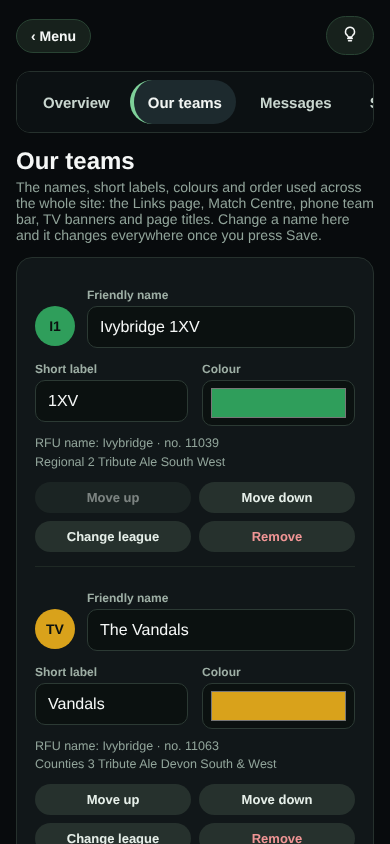 ‹ Menu
Overview
Our teams
Messages
Our teams
The names, short labels, colours and order used across
the whole site: the Links page, Match Centre, phone team
bar, TV banners and page titles. Change a name here
and it changes everywhere once you press Save.
Friendly name
I1
Ivybridge 1XV
Short label
Colour
1XV
RFU name: Ivybridge · no. 11039
Regional 2 Tribute Ale South West
Move up
Move down
Change league
Remove
Friendly name
TV
The Vandals
Short label
Colour
Vandals
RFU name: Ivybridge · no. 11063
Counties 3 Tribute Ale Devon South & West
Move up
Move down
Change league
Remove